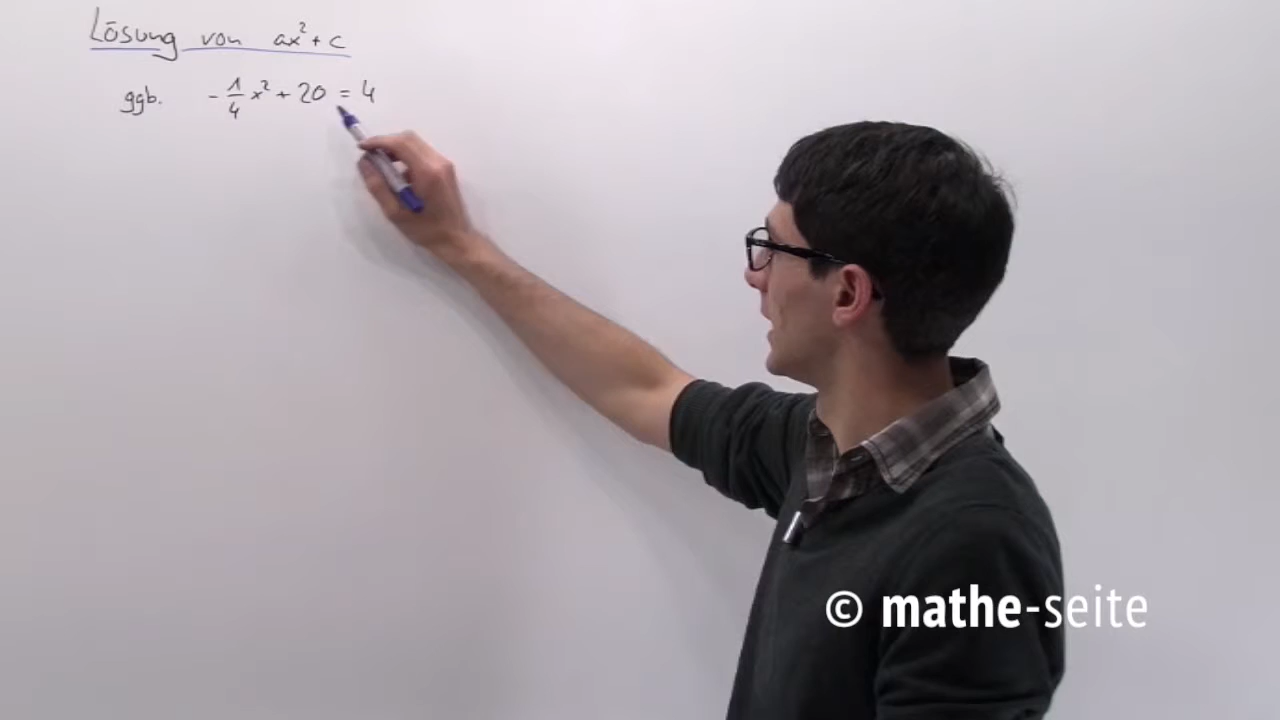 Lösung von ax² + c
ggb. -1/4 x² + 20 = 4
© mathe-seite